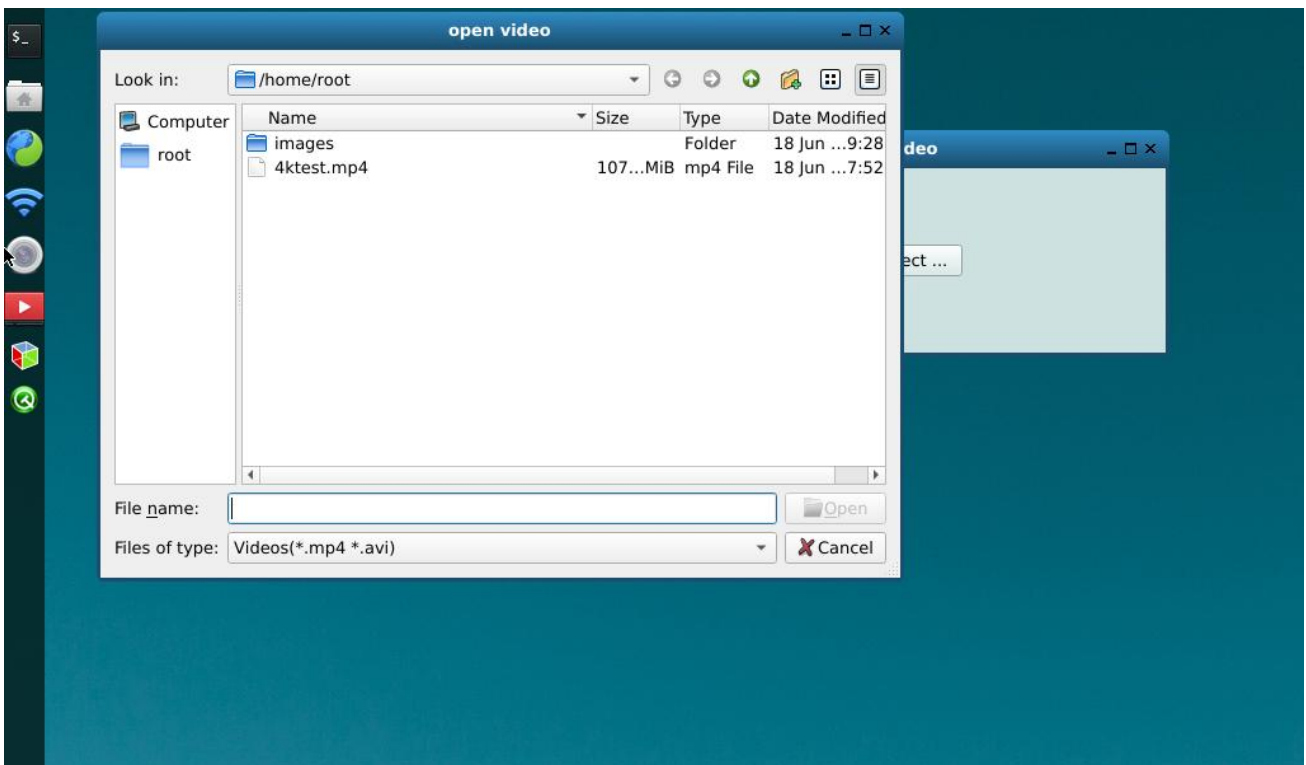 $_
open video
Look in: /home/root
Computer
root
Name Size Type Date Modified
images Folder 18 Jun ...9:28
4ktest.mp4 107...MiB mp4 File 18 Jun ...7:52
File name: Open
Files of type: Videos(*.mp4 *.avi) Cancel
deo
ect ...